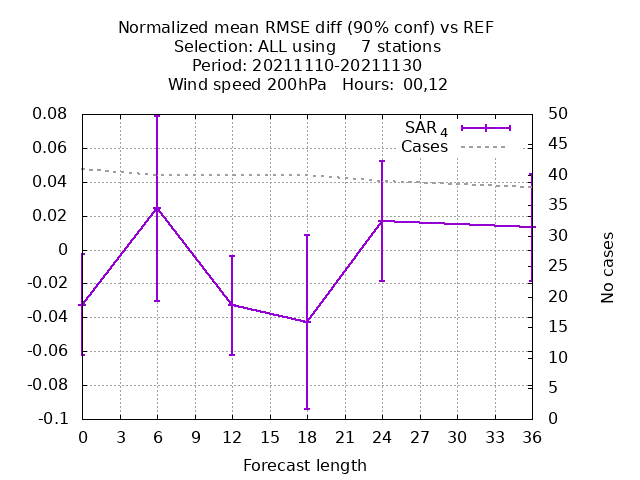 Normalized mean RMSE diff (90% conf) vs REF
Selection: ALL using     7 stations
Period: 20211110-20211130
Wind speed 200hPa   Hours:  00,12
SAR 4
Cases
0.08
0.06
0.04
0.02
0
-0.02
-0.04
-0.06
-0.08
-0.1
50
45
40
35
30
25
20
15
10
5
0
No cases
0 3 6 9 12 15 18 21 24 27 30 33 36
Forecast length